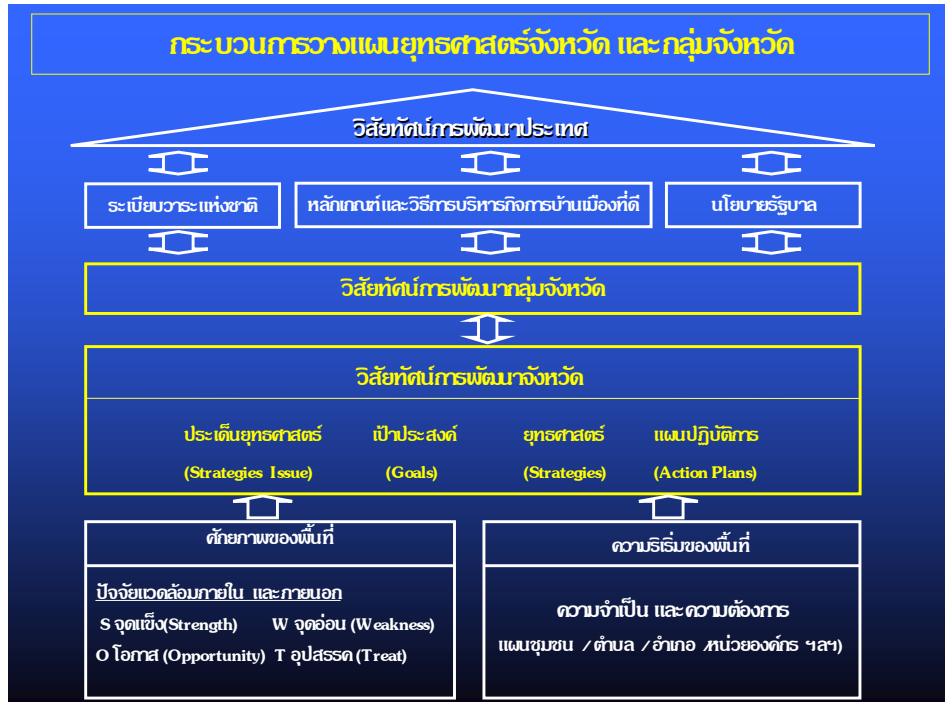 กระบวนการวางแผนยุทธศาสตร์จังหวัด และกลุ่มจังหวัด
วิสัยทัศน์การพัฒนาประเทศ
ระเบียบวาระแห่งชาติ
หลักเกณฑ์และวิธีการบริหารกิจการบ้านเมืองที่ดี
นโยบายรัฐบาล
วิสัยทัศน์การพัฒนากลุ่มจังหวัด
วิสัยทัศน์การพัฒนาจังหวัด
ประเด็นยุทธศาสตร์ เป้าประสงค์ ยุทธศาสตร์ แผนปฏิบัติการ
(Strategies Issue) (Goals) (Strategies) (Action Plans)
ศักยภาพของพื้นที่
ปัจจัยแวดล้อมภายใน และภายนอก
S จุดแข็ง(Strength) W จุดอ่อน (Weakness)
O โอกาส (Opportunity) T อุปสรรค (Treat)
ความริเริ่มของพื้นที่
ความจำเป็น และความต้องการ
แผนชุมชน /ตำบล /อำเภอ /หน่วยองค์กร ฯลฯ)